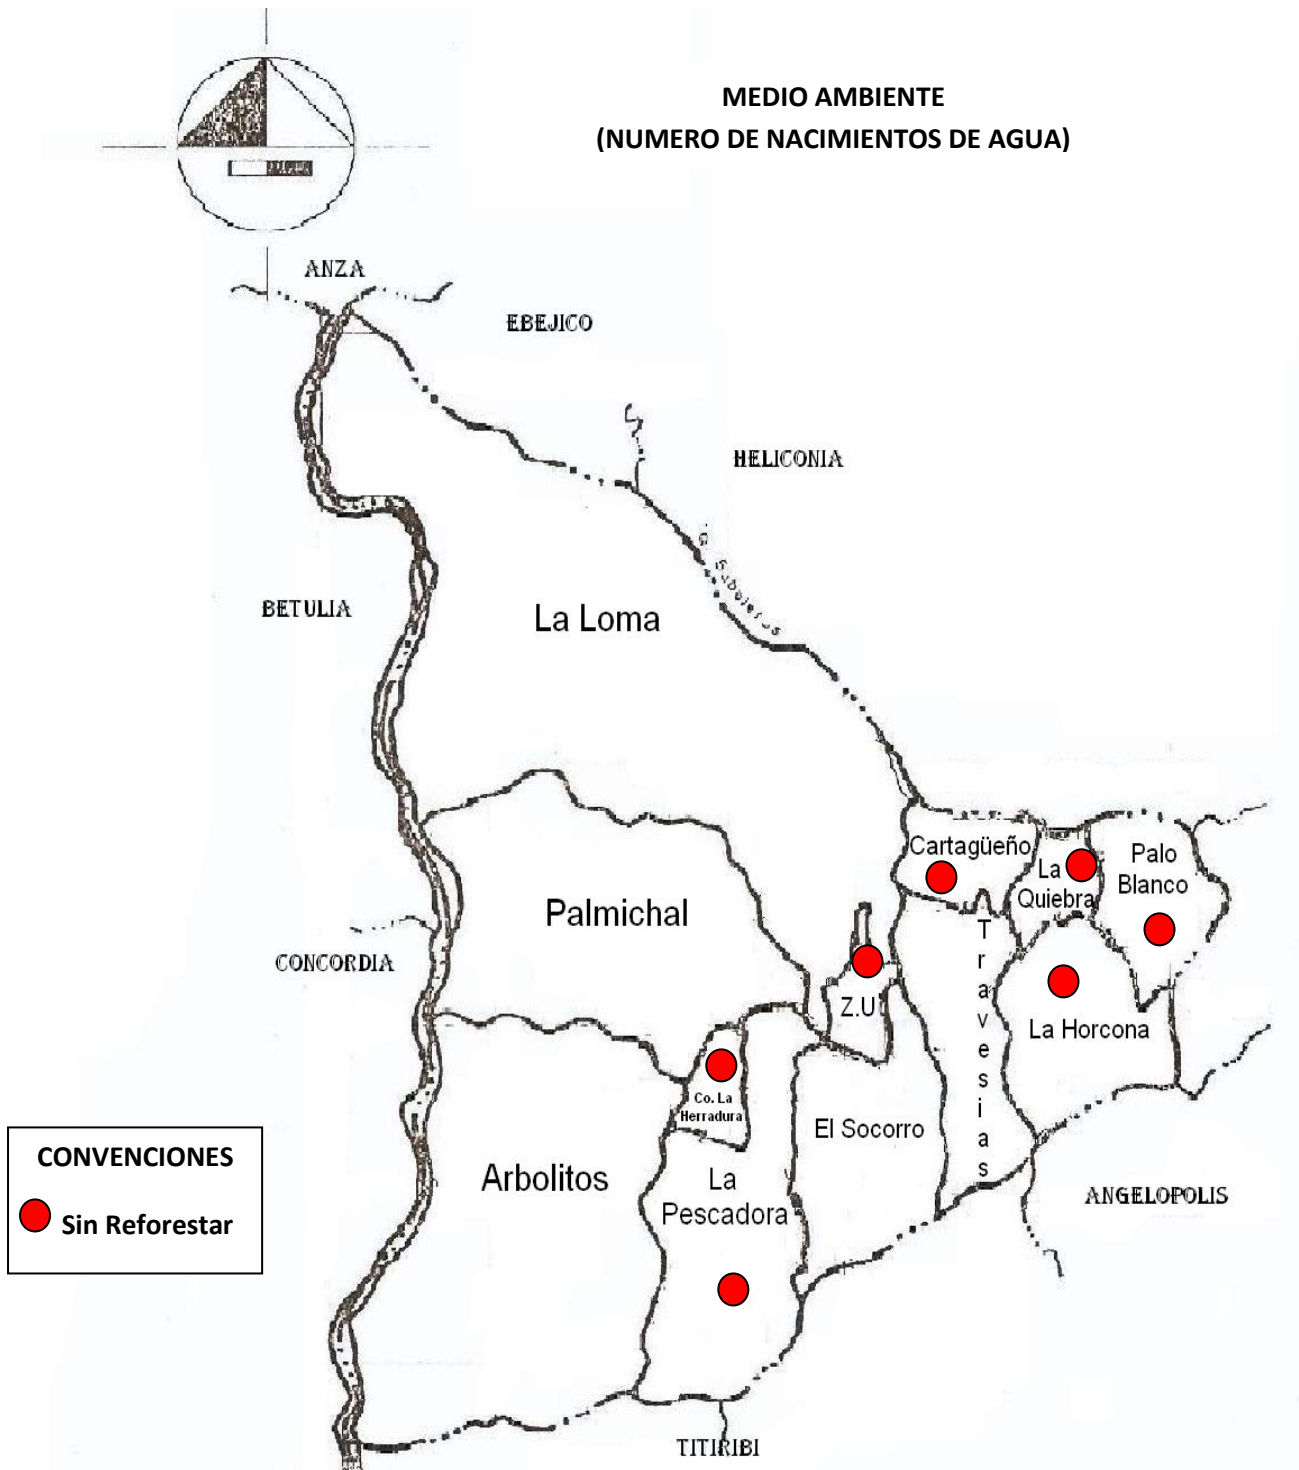 MEDIO AMBIENTE
(NUMERO DE NACIMIENTOS DE AGUA)
ANZA
EBEJICO
HELICONIA
BETULIA
La Loma
Cartagüeño
La
Quiebra
Palo
Blanco
Palmichal
Travesias
CONCORDIA
Z.U
La Horcona
Co. La
Herradura
El Socorro
Arbolitos
La
Pescadora
ANGELOPOLIS
CONVENCIONES
Sin Reforestar
TITIRIBI